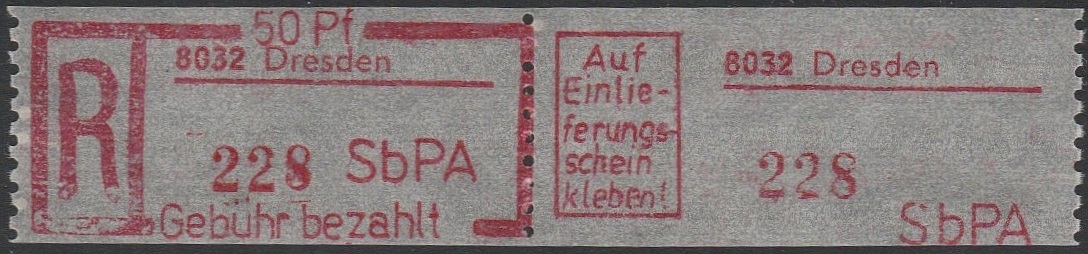 50 Pf
R
8032 Dresden
228 SbPA
Gebühr bezahlt
Auf
Einlie-
ferungs-
schein
kleben!
8032 Dresden
228
SbPA